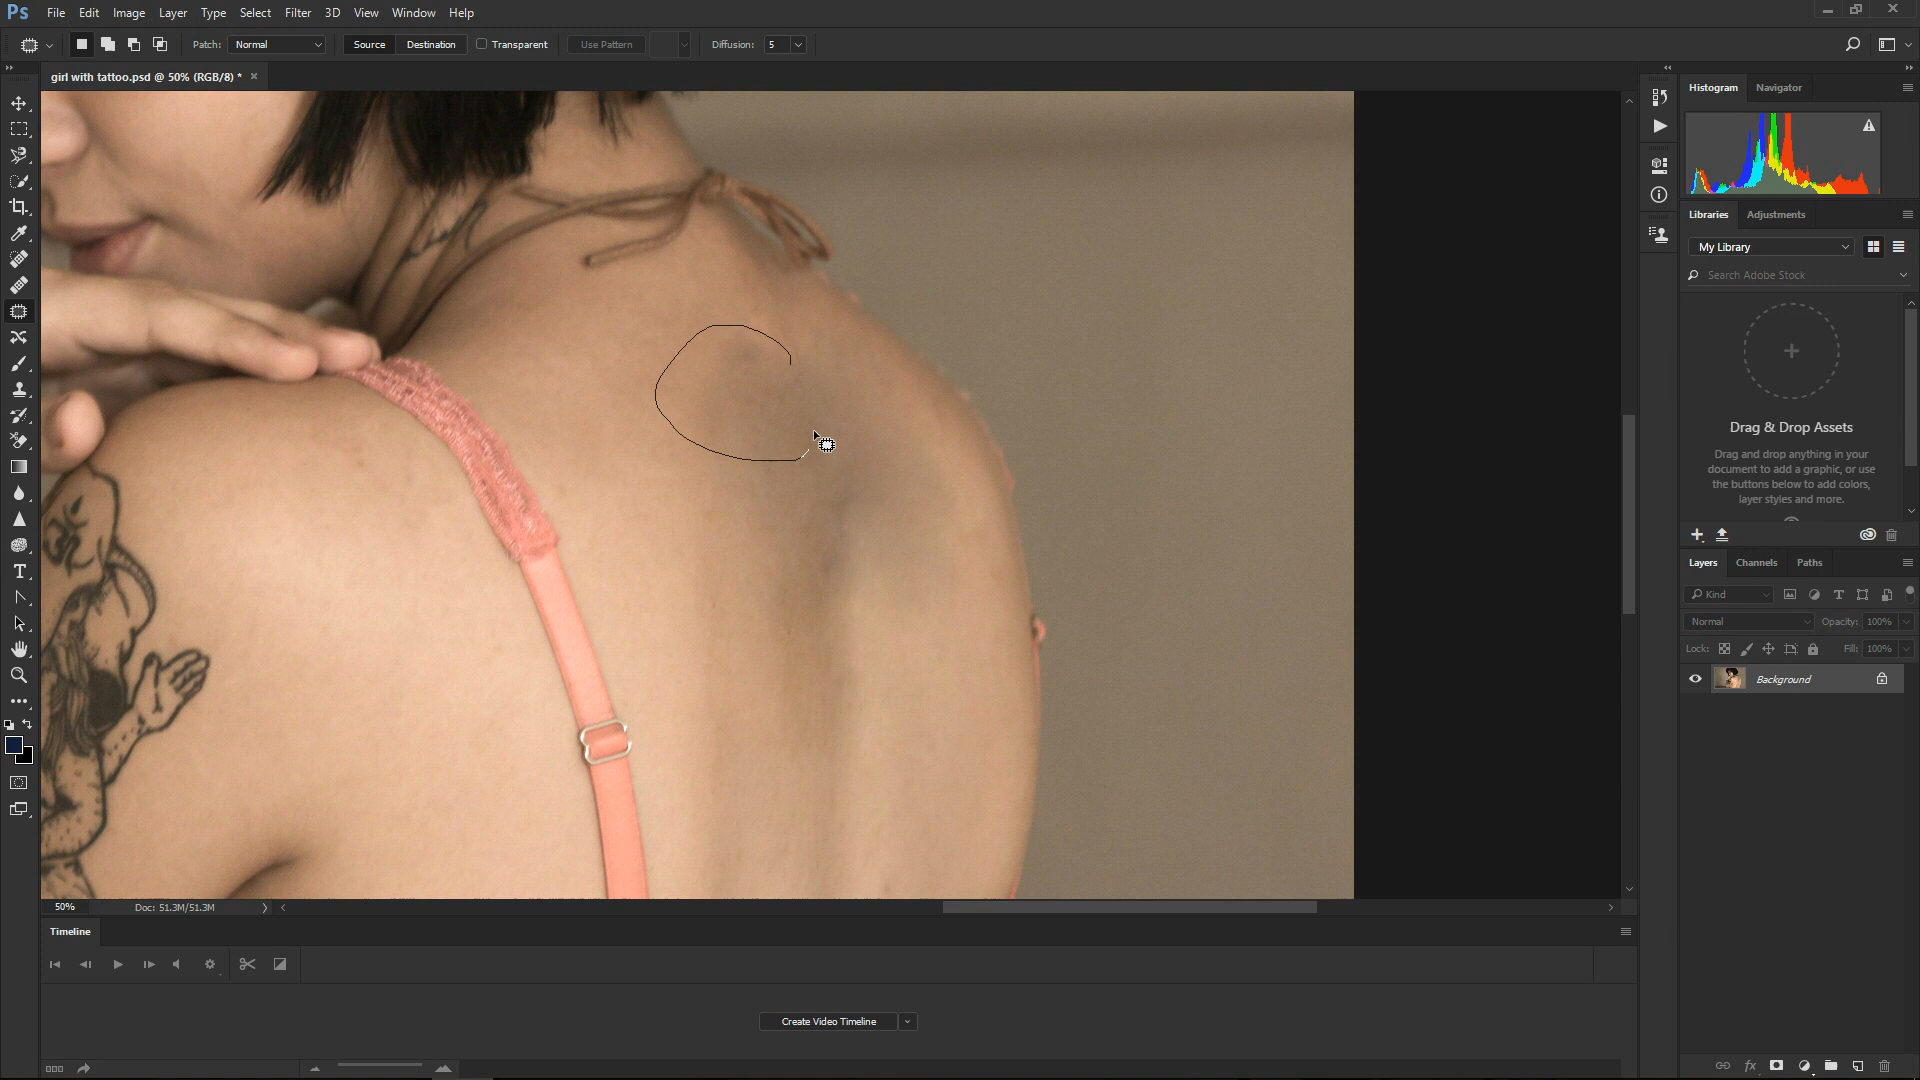 Ps File Edit Image Layer Type Select Filter 3D View Window Help
Patch: Normal Source Destination Transparent Use Pattern Diffusion: 5
girl with tattoo.psd @ 50% (RGB/8) *
Histogram Navigator
Libraries Adjustments
My Library
Search Adobe Stock
Drag & Drop Assets
Drag and drop anything in your
document to add a graphic, or use
the buttons below to add colors,
layer styles and more.
Layers Channels Paths
Kind
Normal Opacity: 100%
Lock: Fill: 100%
Background
50% Doc: 51.3M/51.3M
Timeline
Create Video Timeline